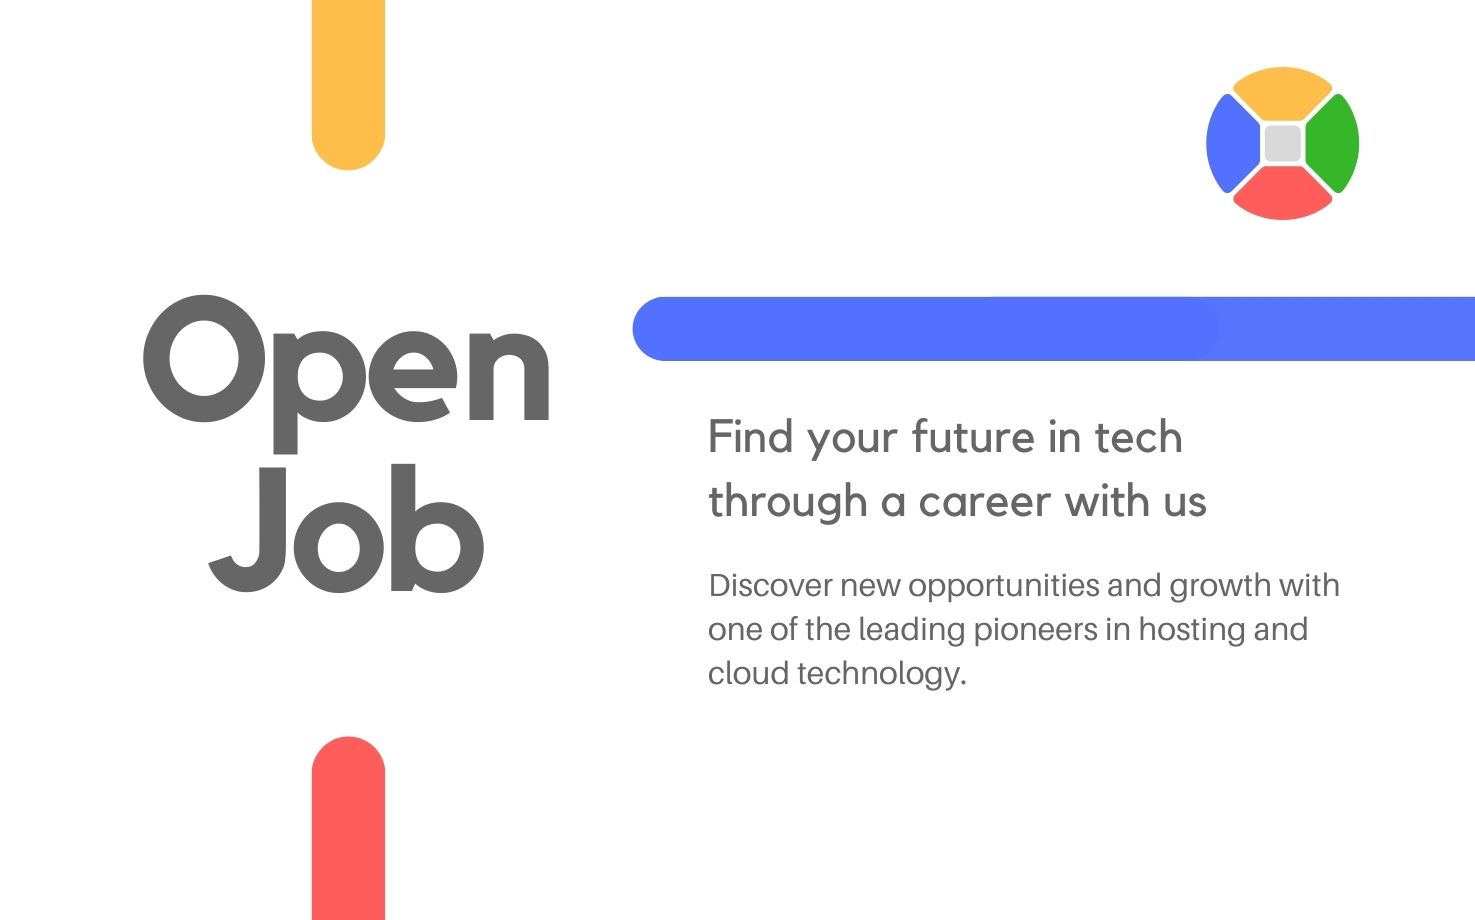 Open
Job
Find your future in tech
through a career with us
Discover new opportunities and growth with
one of the leading pioneers in hosting and
cloud technology.